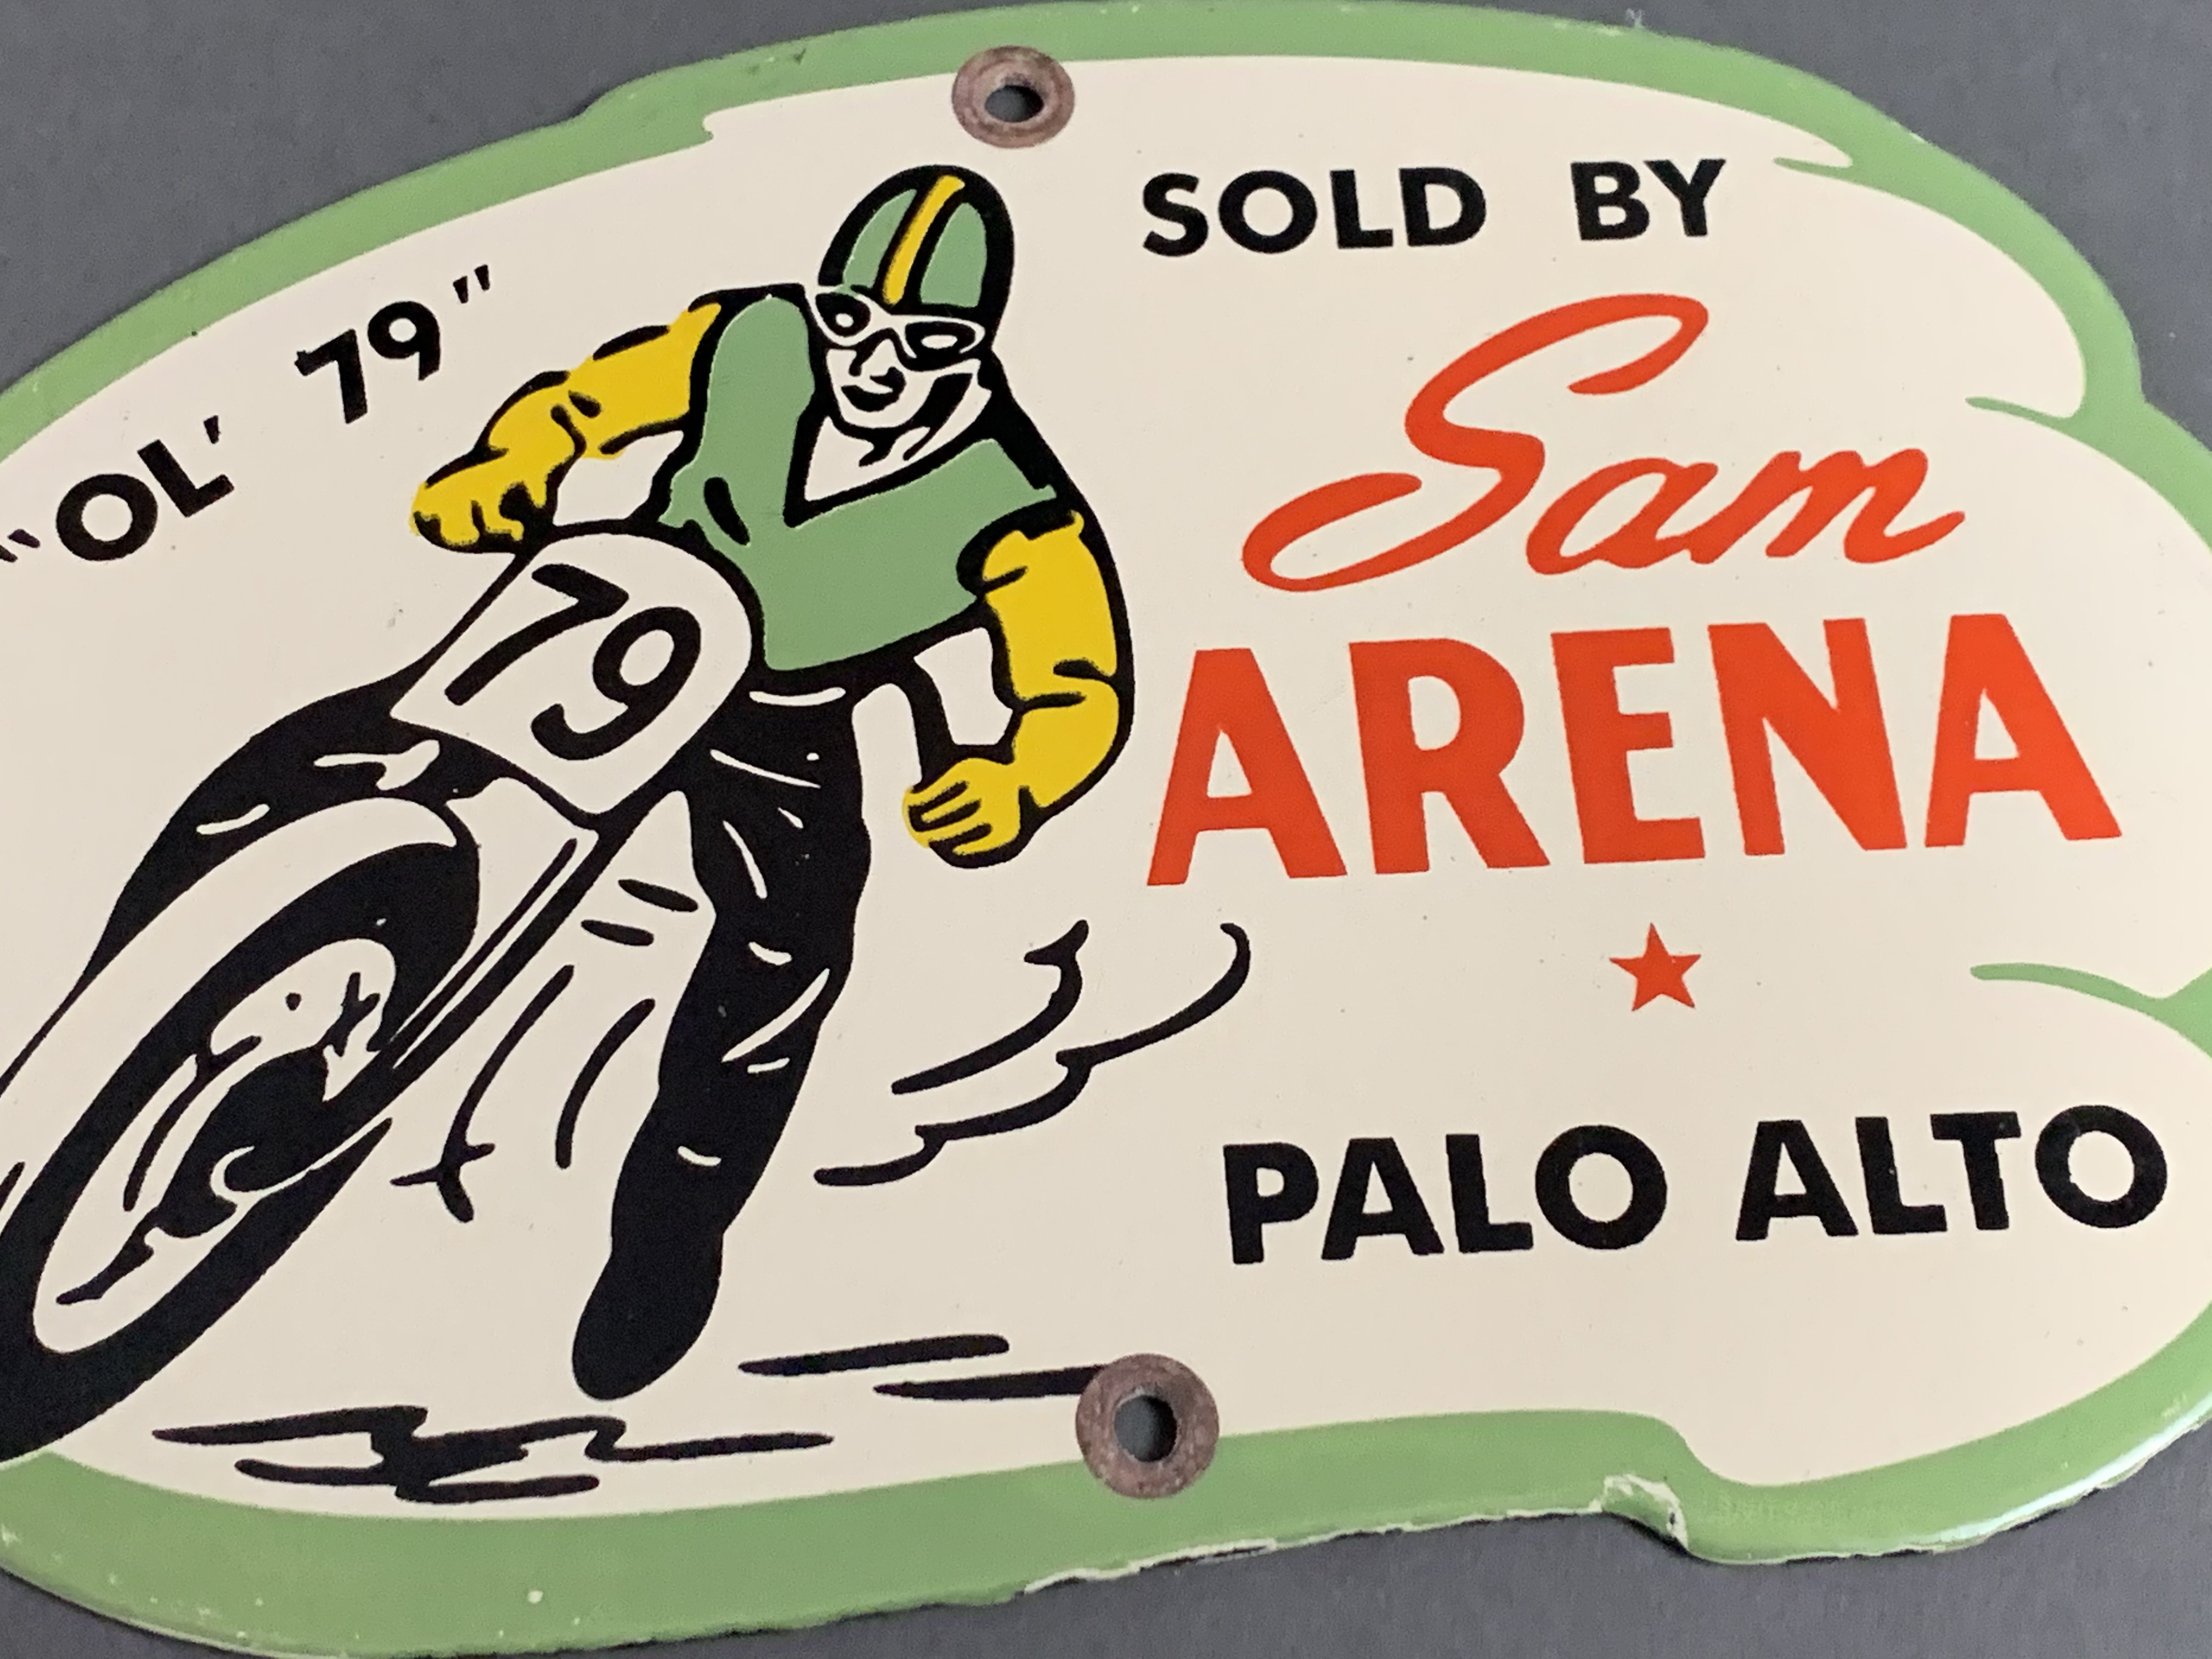 "OL' 79"
79
SOLD BY
Sam
ARENA
PALO ALTO